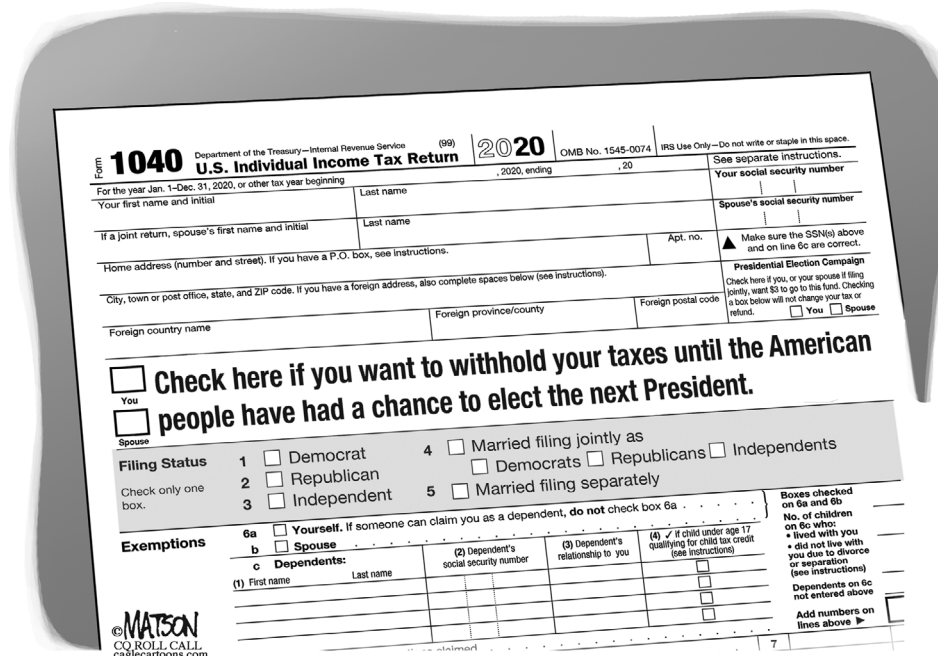 Form 1040 Department of the Treasury—Internal Revenue Service (99)
U.S. Individual Income Tax Return
2020
OMB No. 1545-0074
IRS Use Only—Do not write or staple in this space.
For the year Jan. 1–Dec. 31, 2020, or other tax year beginning , 2020, ending , 20
See separate instructions.
Your first name and initial
Last name
Your social security number
If a joint return, spouse's first name and initial
Last name
Spouse's social security number
Home address (number and street). If you have a P.O. box, see instructions.
Apt. no.
▲ Make sure the SSN(s) above
and on line 6c are correct.
City, town or post office, state, and ZIP code. If you have a foreign address, also complete spaces below (see instructions).
Presidential Election Campaign
Check here if you, or your spouse if filing
jointly, want $3 to go to this fund. Checking
a box below will not change your tax or
refund. You Spouse
Foreign country name
Foreign province/county
Foreign postal code
Check here if you want to withhold your taxes until the American
people have had a chance to elect the next President.
You
Spouse
Filing Status
Check only one
box.
1 Democrat
2 Republican
3 Independent
4 Married filing jointly as
Democrats Republicans Independents
5 Married filing separately
Exemptions
6a Yourself. If someone can claim you as a dependent, do not check box 6a . . . . .
b Spouse . . . . . . . . . . . . . . . . . . . . . . . .
c Dependents:
(1) First name Last name
(2) Dependent's
social security number
(3) Dependent's
relationship to you
(4) ✓ if child under age 17
qualifying for child tax credit
(see instructions)
Boxes checked
on 6a and 6b
No. of children
on 6c who:
• lived with you
• did not live with
you due to divorce
or separation
(see instructions)
Dependents on 6c
not entered above
Add numbers on
lines above ▶
claimed . . . . . . . . . . . . . . . . .
7
©MATSON
CQ ROLL CALL
caglecartoons.com